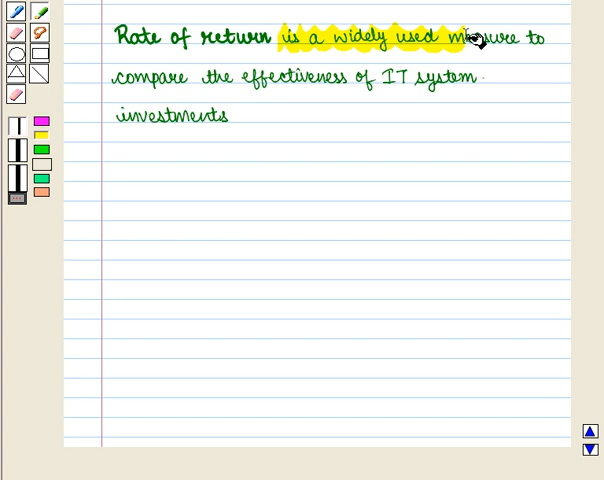 Rate of return is a widely used measure to
compare the effectiveness of IT system
investments